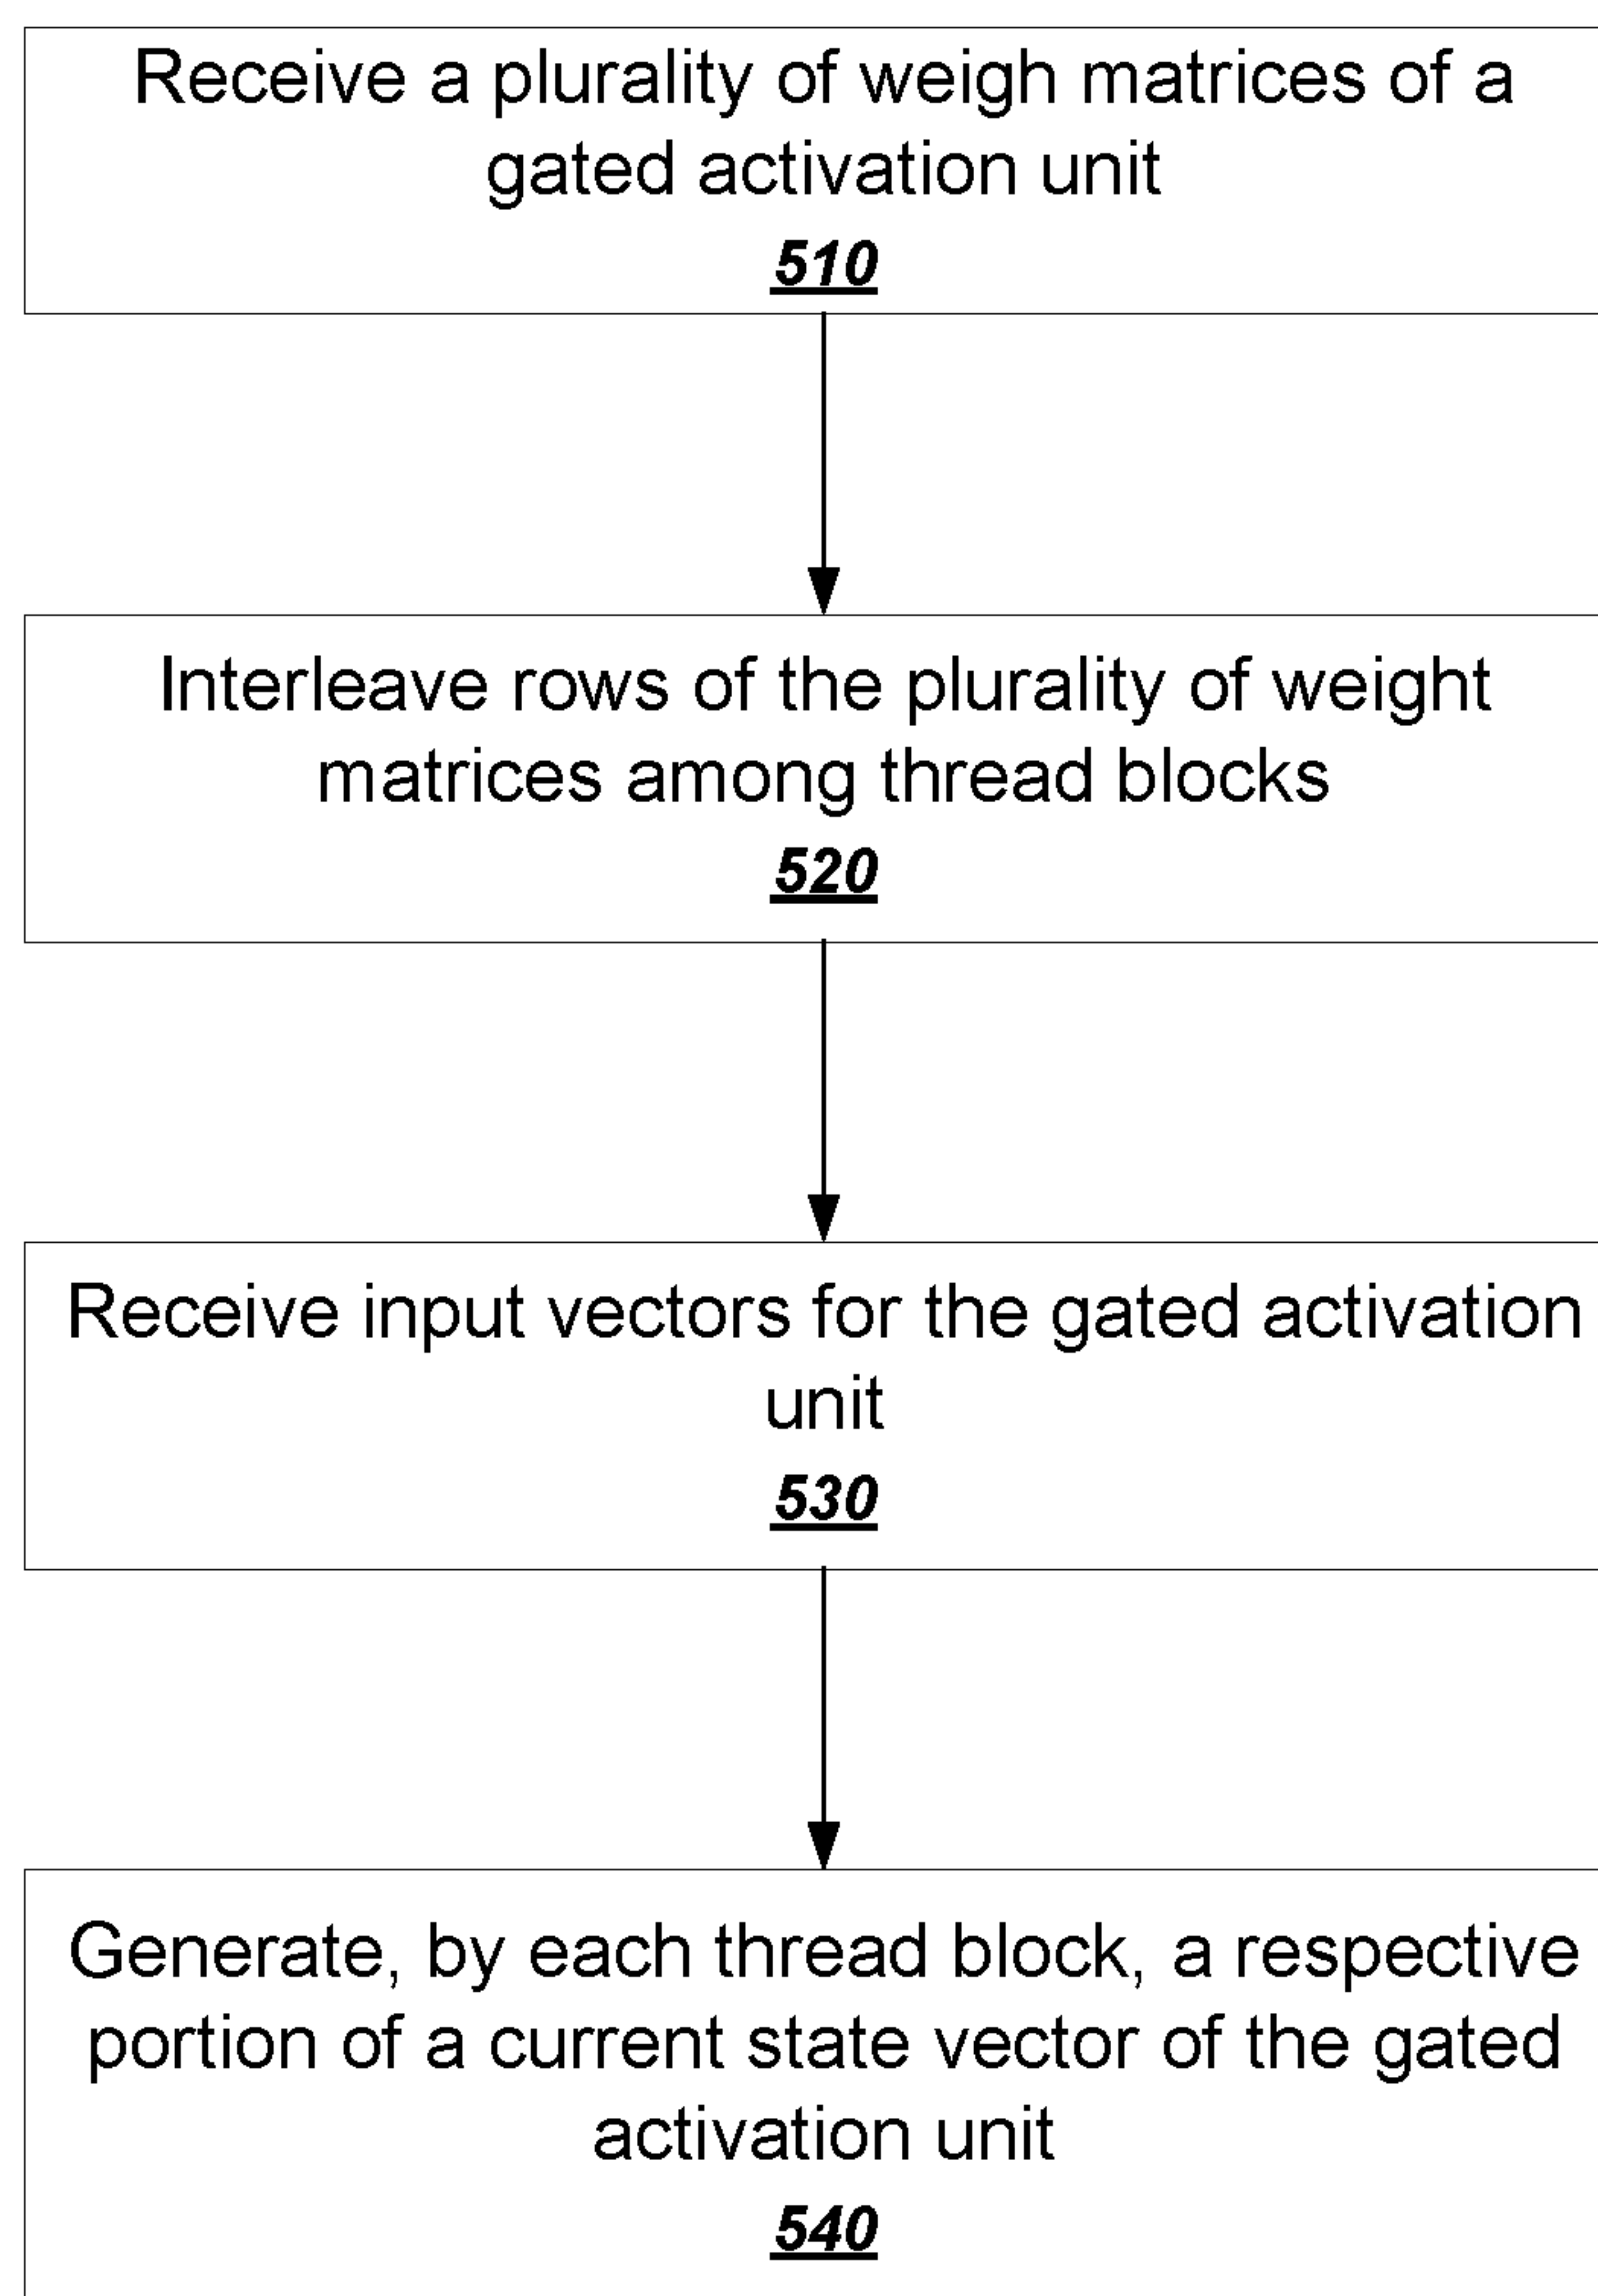 Receive a plurality of weigh matrices of a
gated activation unit
510
Interleave rows of the plurality of weight
matrices among thread blocks
520
Receive input vectors for the gated activation
unit
530
Generate, by each thread block, a respective
portion of a current state vector of the gated
activation unit
540